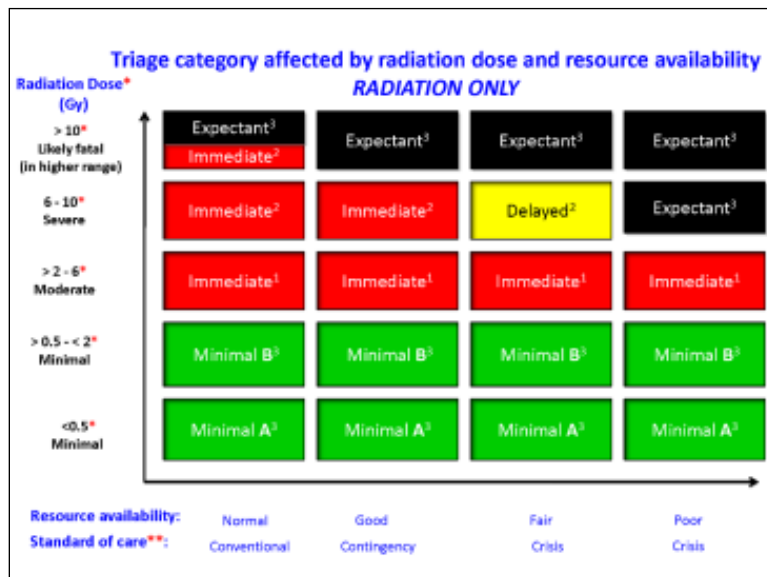 Triage category affected by radiation dose and resource availability
RADIATION ONLY
Radiation Dose*
(Gy)
> 10*
Likely fatal
(in higher range)
Expectant³
Immediate²
Expectant³
Expectant³
Expectant³
6 - 10*
Severe
Immediate²
Immediate²
Delayed²
Expectant³
> 2 - 6*
Moderate
Immediate¹
Immediate¹
Immediate¹
Immediate¹
> 0.5 - < 2*
Minimal
Minimal B³
Minimal B³
Minimal B³
Minimal B³
<0.5*
Minimal
Minimal A³
Minimal A³
Minimal A³
Minimal A³
Resource availability: Normal Good Fair Poor
Standard of care**: Conventional Contingency Crisis Crisis